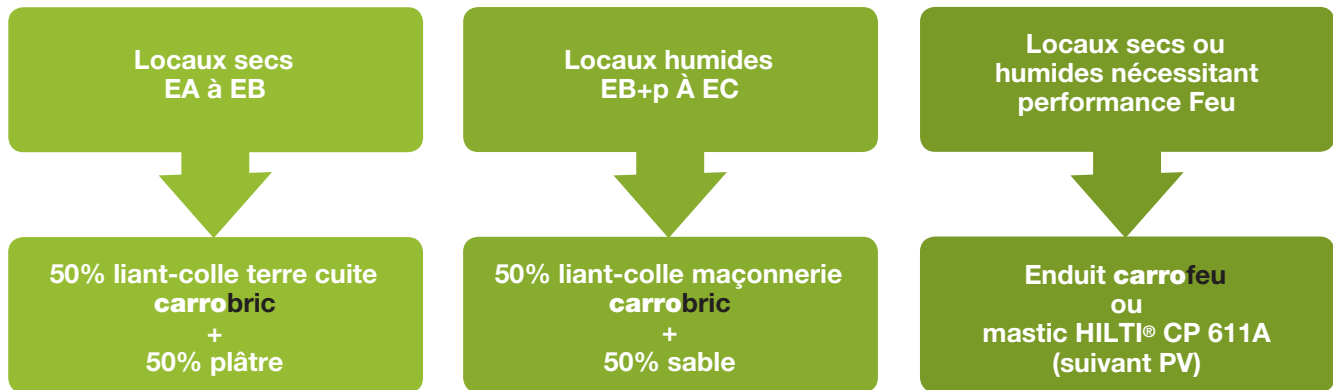 Locaux secs
EA à EB
Locaux humides
EB+p À EC
Locaux secs ou
humides nécessitant
performance Feu
50% liant-colle terre cuite
carrobric
+
50% plâtre
50% liant-colle maçonnerie
carrobric
+
50% sable
Enduit carrofeu
ou
mastic HILTI® CP 611A
(suivant PV)